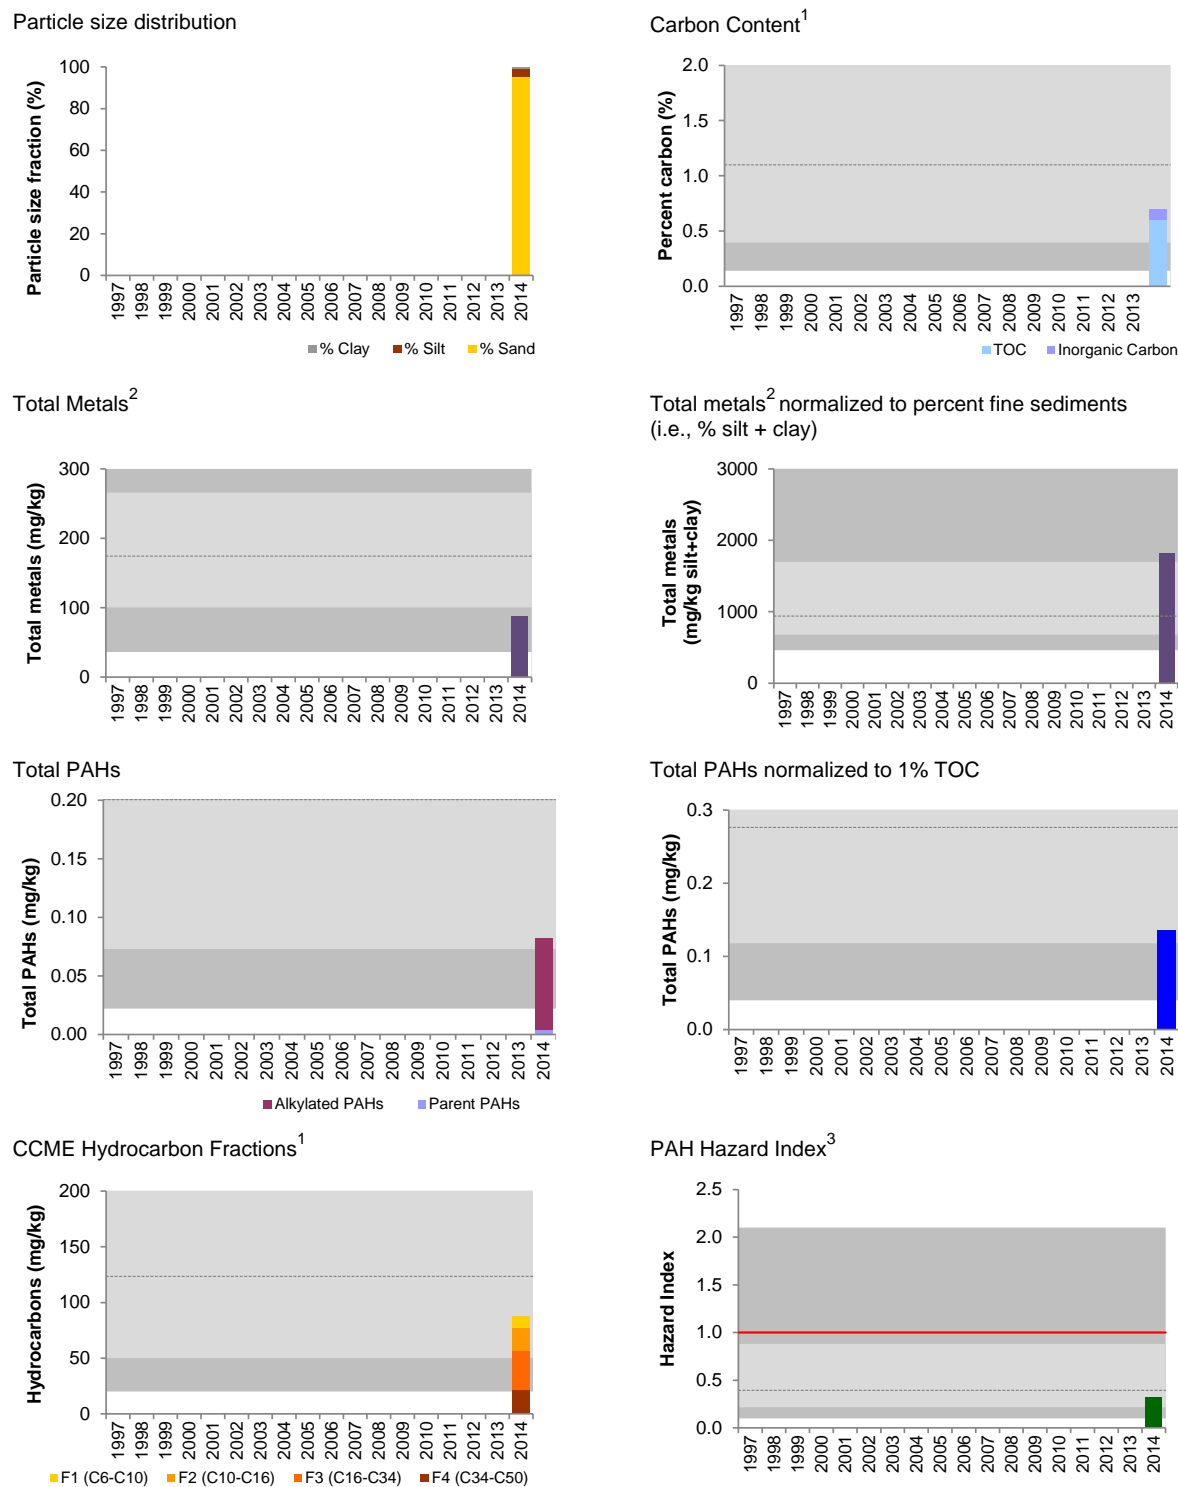 Particle size distribution
Particle size fraction (%)
100
80
60
40
20
0
1997 1998 1999 2000 2001 2002 2003 2004 2005 2006 2007 2008 2009 2010 2011 2012 2013 2014
% Clay % Silt % Sand
Carbon Content1
Percent carbon (%)
2.0
1.5
1.0
0.5
0.0
1997 1998 1999 2000 2001 2002 2003 2004 2005 2006 2007 2008 2009 2010 2011 2012 2013
TOC Inorganic Carbon
Total Metals2
Total metals (mg/kg)
300
200
100
0
1997 1998 1999 2000 2001 2002 2003 2004 2005 2006 2007 2008 2009 2010 2011 2012 2013 2014
Total metals2 normalized to percent fine sediments
(i.e., % silt + clay)
Total metals
(mg/kg silt+clay)
3000
2000
1000
0
1997 1998 1999 2000 2001 2002 2003 2004 2005 2006 2007 2008 2009 2010 2011 2012 2013 2014
Total PAHs
Total PAHs (mg/kg)
0.20
0.15
0.10
0.05
0.00
1997 1998 1999 2000 2001 2002 2003 2004 2005 2006 2007 2008 2009 2010 2011 2012 2013 2014
Alkylated PAHs Parent PAHs
Total PAHs normalized to 1% TOC
Total PAHs (mg/kg)
0.3
0.2
0.1
0.0
1997 1998 1999 2000 2001 2002 2003 2004 2005 2006 2007 2008 2009 2010 2011 2012 2013 2014
CCME Hydrocarbon Fractions1
Hydrocarbons (mg/kg)
200
150
100
50
0
1997 1998 1999 2000 2001 2002 2003 2004 2005 2006 2007 2008 2009 2010 2011 2012 2013 2014
F1 (C6-C10) F2 (C10-C16) F3 (C16-C34) F4 (C34-C50)
PAH Hazard Index3
Hazard Index
2.5
2.0
1.5
1.0
0.5
0.0
1997 1998 1999 2000 2001 2002 2003 2004 2005 2006 2007 2008 2009 2010 2011 2012 2013 2014